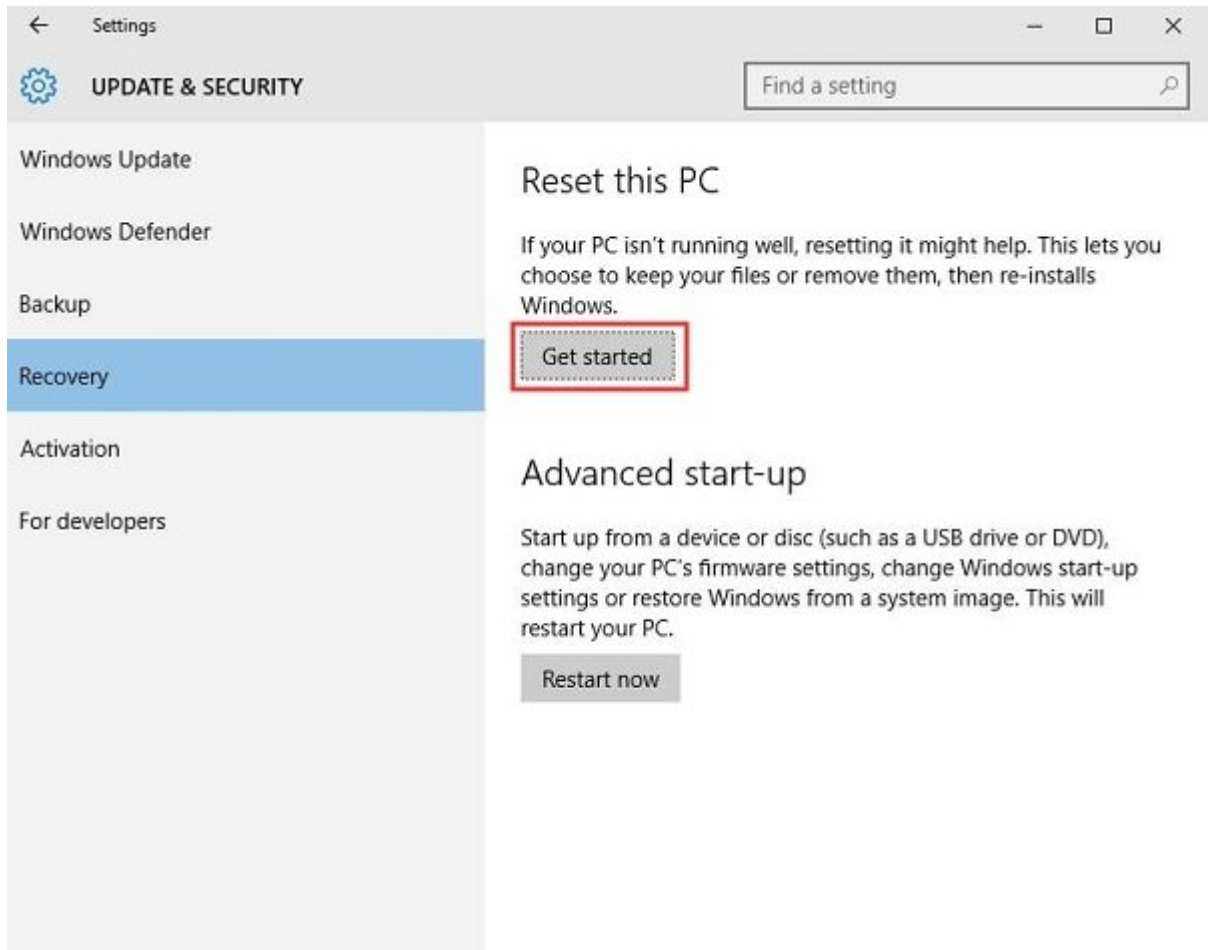 Settings
UPDATE & SECURITY
Find a setting
Windows Update
Windows Defender
Backup
Recovery
Activation
For developers
Reset this PC
If your PC isn't running well, resetting it might help. This lets you
choose to keep your files or remove them, then re-installs
Windows.
Get started
Advanced start-up
Start up from a device or disc (such as a USB drive or DVD),
change your PC's firmware settings, change Windows start-up
settings or restore Windows from a system image. This will
restart your PC.
Restart now